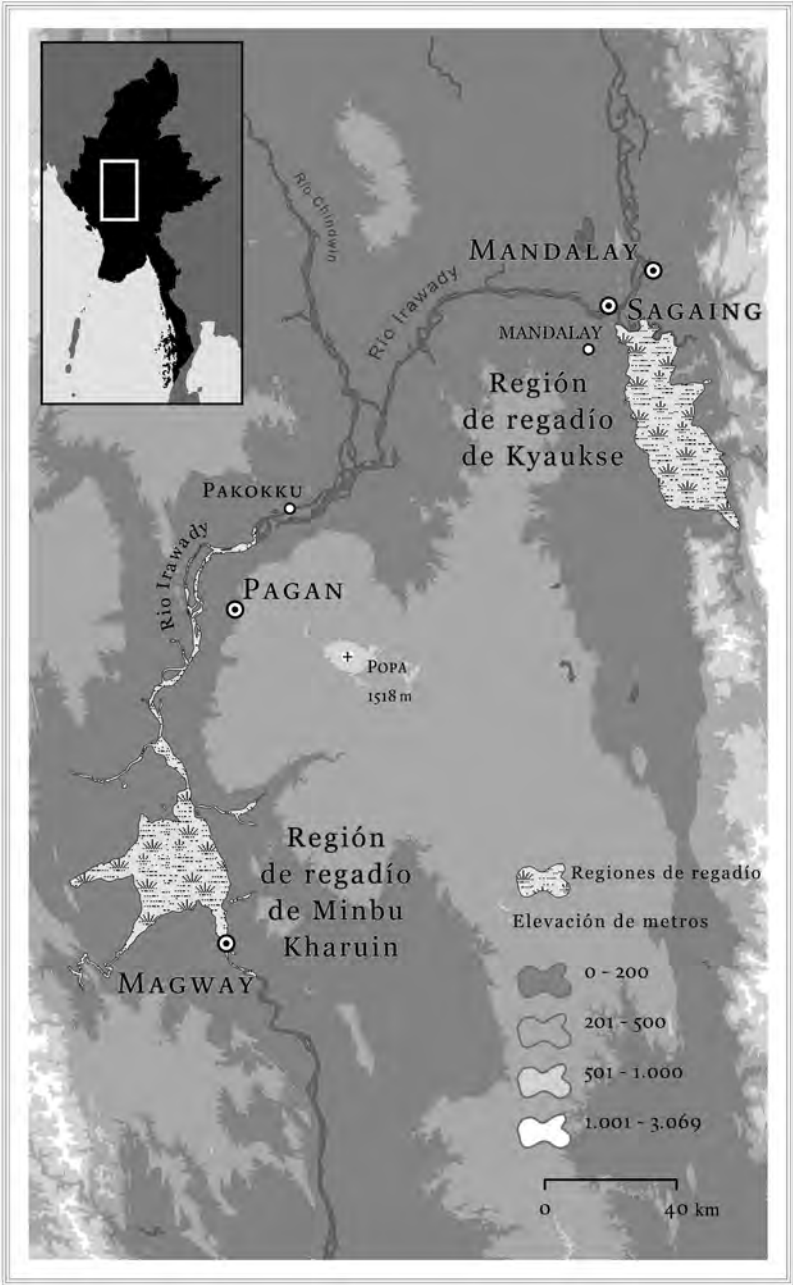 Río Chindwin
MANDALAY
Río Irawady
SAGAING
MANDALAY
Región
de regadío
de Kyaukse
PAKOKKU
Río Irawady
PAGAN
POPA
1518 m
Región
de regadío
de Minbu
Kharuin
MAGWAY
Regiones de regadío
Elevación de metros
0 - 200
201 - 500
501 - 1.000
1.001 - 3.069
0 40 km